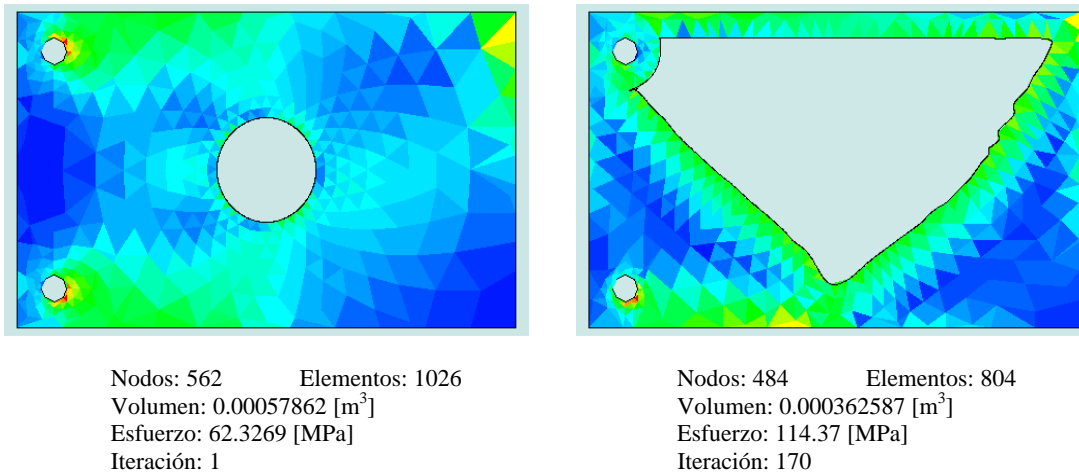 Nodos: 562 Elementos: 1026
Volumen: 0.00057862 [m³]
Esfuerzo: 62.3269 [MPa]
Iteración: 1
Nodos: 484 Elementos: 804
Volumen: 0.000362587 [m³]
Esfuerzo: 114.37 [MPa]
Iteración: 170